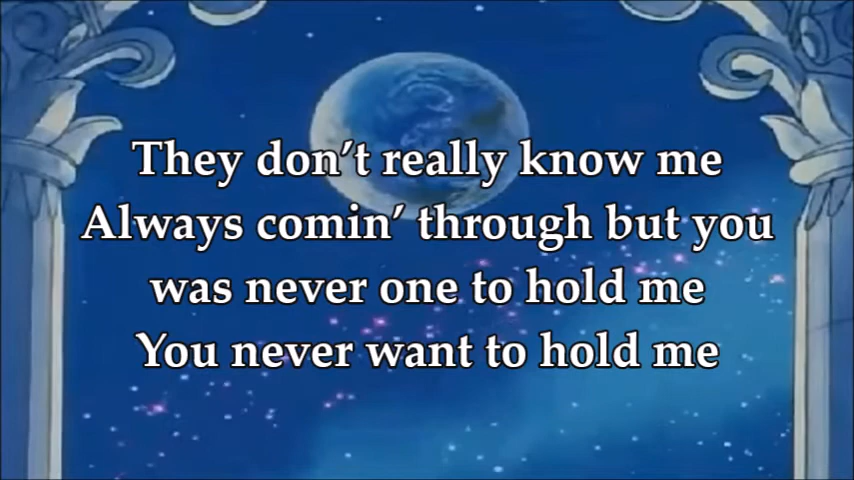 They don’t really know me
Always comin’ through but you
was never one to hold me
You never want to hold me